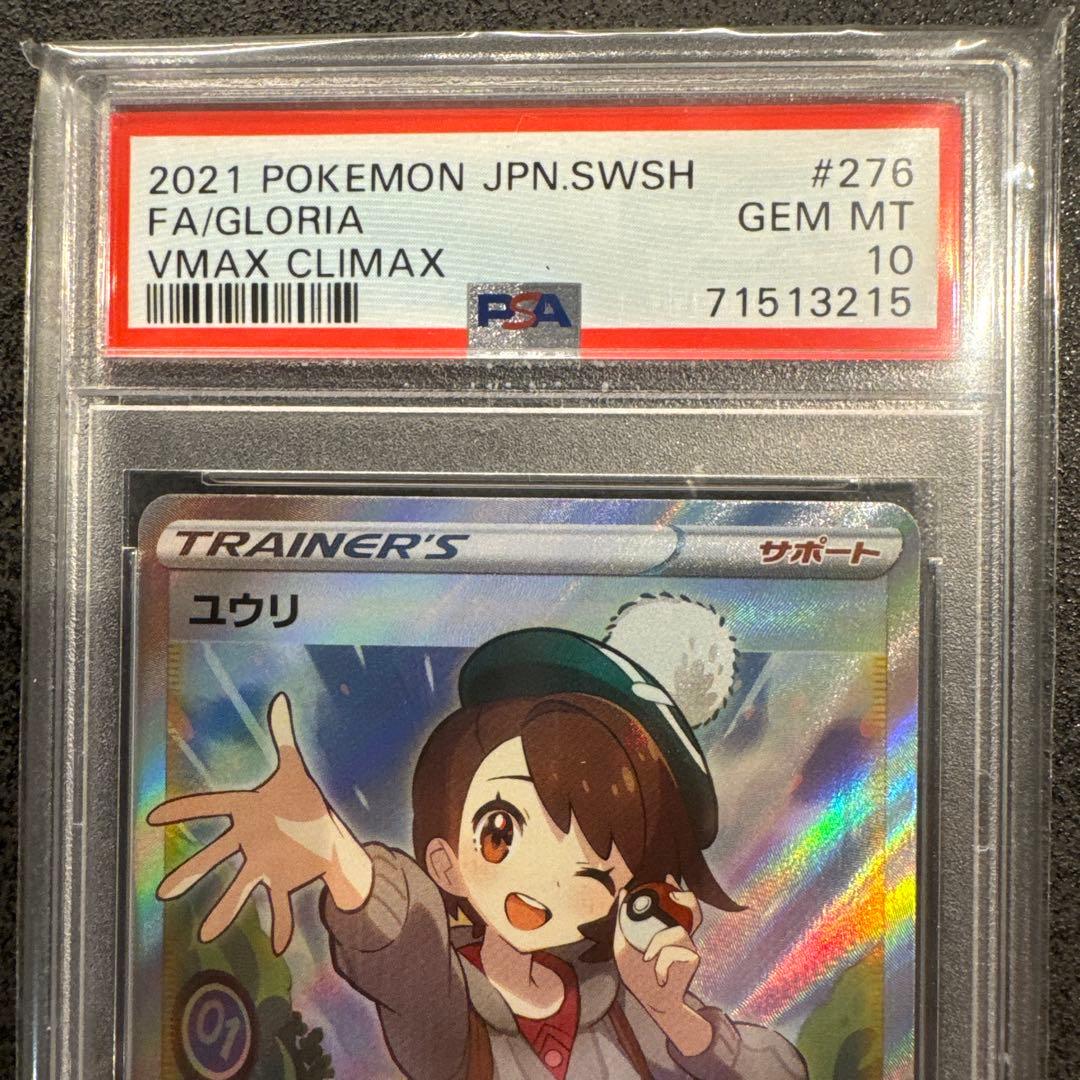 2021 POKEMON JPN.SWSH #276
FA/GLORIA GEM MT
VMAX CLIMAX 10
PSA 71513215
TRAINER'S サポート
ユウリ
01